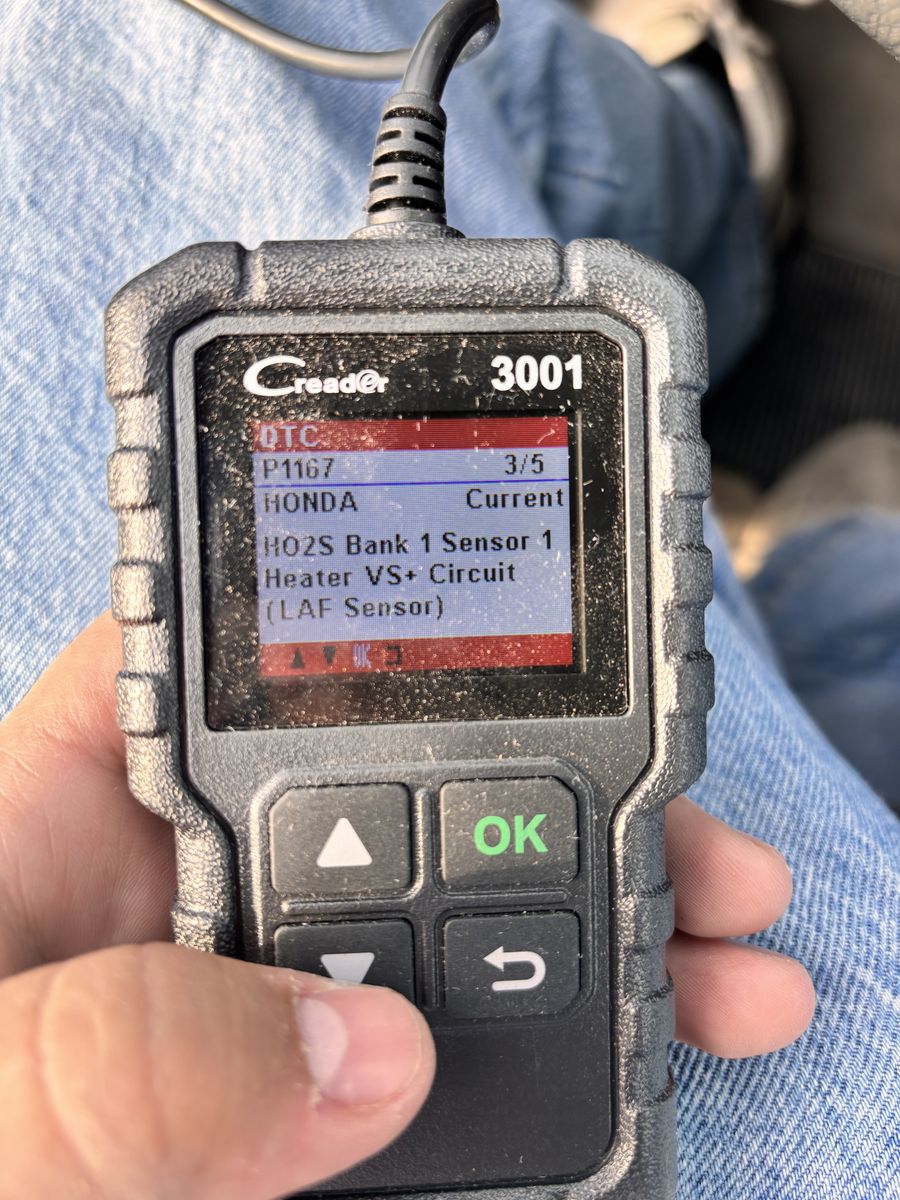 Creader 3001
DTC
P1167 3/5
HONDA Current
HO2S Bank 1 Sensor 1
Heater VS+ Circuit
(LAF Sensor)
OK
OK